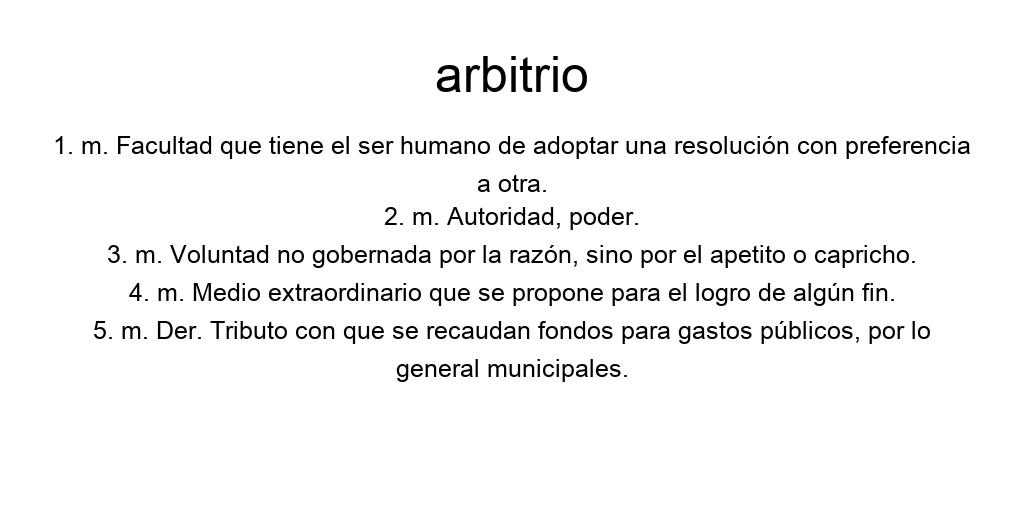 arbitrio
1. m. Facultad que tiene el ser humano de adoptar una resolución con preferencia
a otra.
2. m. Autoridad, poder.
3. m. Voluntad no gobernada por la razón, sino por el apetito o capricho.
4. m. Medio extraordinario que se propone para el logro de algún fin.
5. m. Der. Tributo con que se recaudan fondos para gastos públicos, por lo
general municipales.